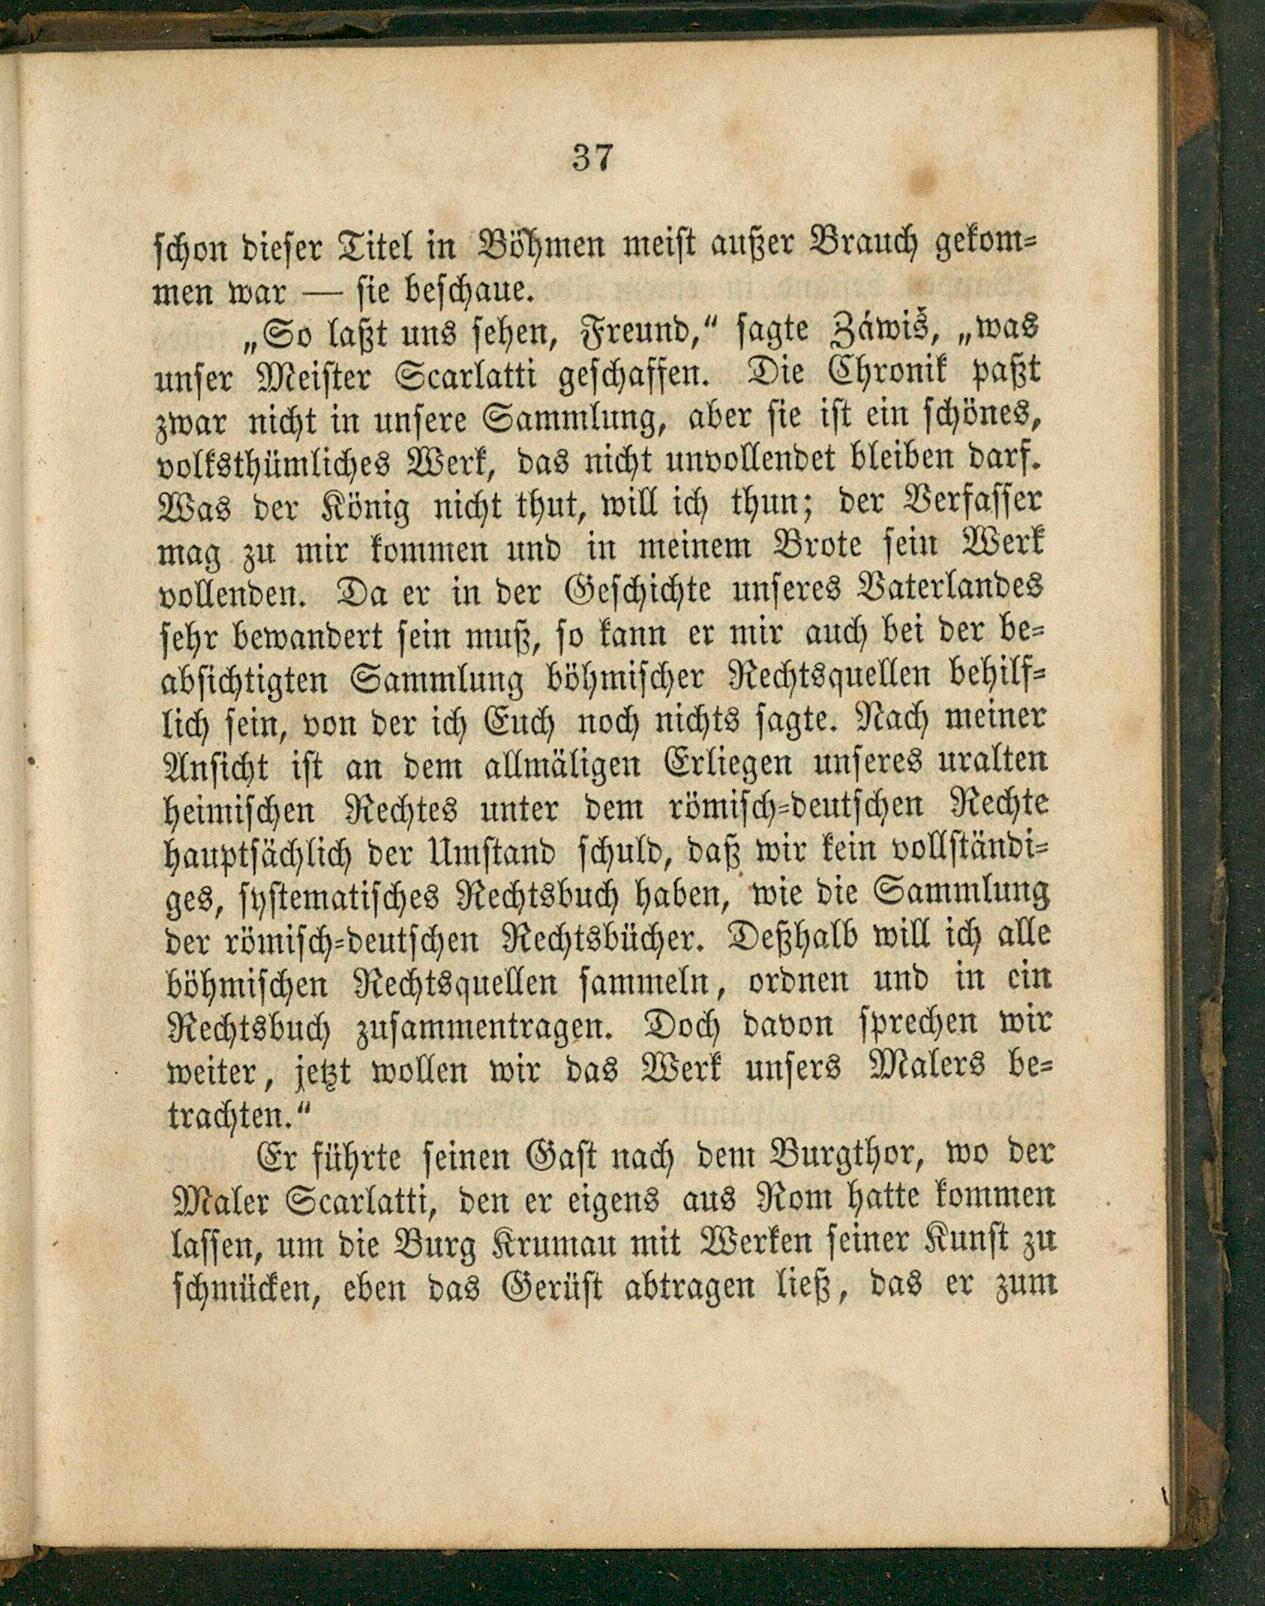 37
schon dieser Titel in Böhmen meist außer Brauch gekom-
men war — sie beschaue.
„So laßt uns sehen, Freund,“ sagte Záwiš, „was
unser Meister Scarlatti geschaffen. Die Chronik paßt
zwar nicht in unsere Sammlung, aber sie ist ein schönes,
volksthümliches Werk, das nicht unvollendet bleiben darf.
Was der König nicht thut, will ich thun; der Verfasser
mag zu mir kommen und in meinem Brote sein Werk
vollenden. Da er in der Geschichte unseres Vaterlandes
sehr bewandert sein muß, so kann er mir auch bei der be-
absichtigten Sammlung böhmischer Rechtsquellen behilf-
lich sein, von der ich Euch noch nichts sagte. Nach meiner
Ansicht ist an dem allmäligen Erliegen unseres uralten
heimischen Rechtes unter dem römisch-deutschen Rechte
hauptsächlich der Umstand schuld, daß wir kein vollständi-
ges, systematisches Rechtsbuch haben, wie die Sammlung
der römisch-deutschen Rechtsbücher. Deßhalb will ich alle
böhmischen Rechtsquellen sammeln, ordnen und in ein
Rechtsbuch zusammentragen. Doch davon sprechen wir
weiter, jetzt wollen wir das Werk unsers Malers be-
trachten.“
Er führte seinen Gast nach dem Burgthor, wo der
Maler Scarlatti, den er eigens aus Rom hatte kommen
lassen, um die Burg Krumau mit Werken seiner Kunst zu
schmücken, eben das Gerüst abtragen ließ, das er zum